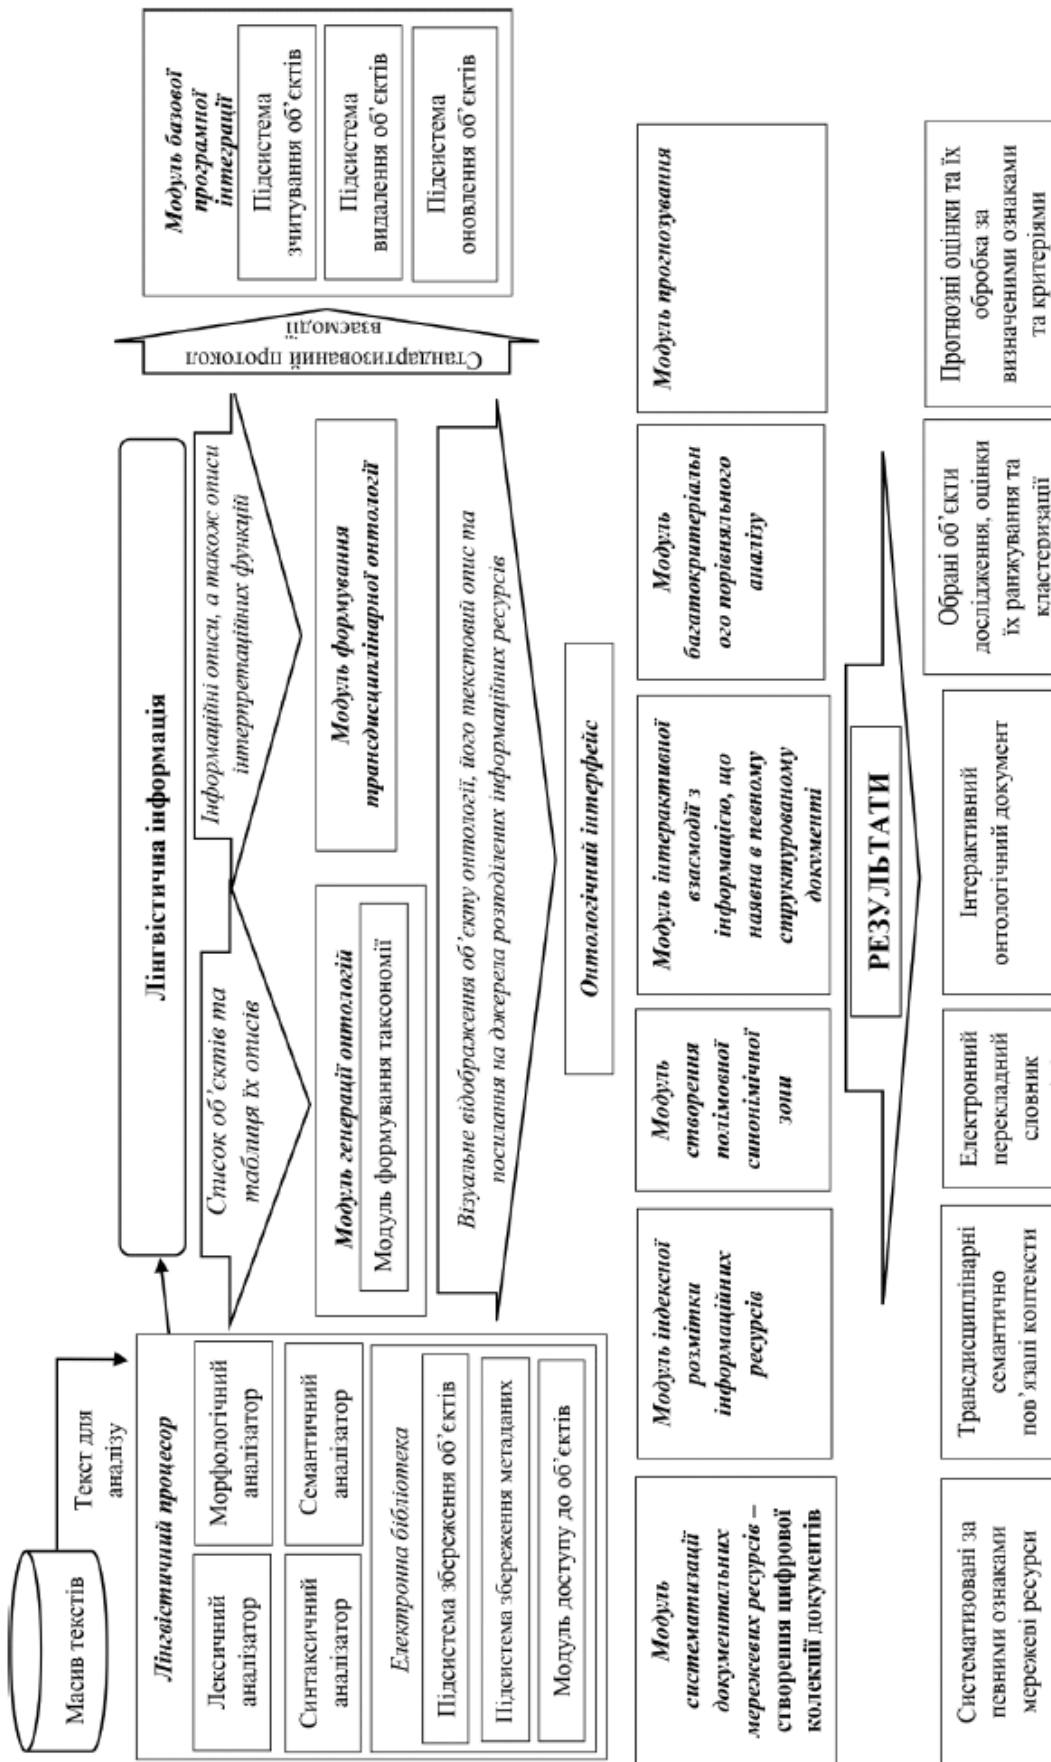 Масив текстів
Текст для
аналізу
Лінгвістичний процесор
Лексичний
аналізатор
Морфологічний
аналізатор
Синтаксичний
аналізатор
Семантичний
аналізатор
Електронна бібліотека
Підсистема збереження об’єктів
Підсистема збереження метаданих
Модуль доступу до об’єктів
Лінгвістична інформація
Список об’єктів та
таблиця їх описів
Інформаційні описи, а також описи
інтерпретаційних функцій
Модуль генерації онтологій
Модуль формування таксономії
Модуль формування
трансдисциплінарної онтології
Візуальне відображення об’єкту онтології, його текстовий опис та
посилання на джерела розподілених інформаційних ресурсів
Онтологічний інтерфейс
Стандартизований протокол
взаємодії
Модуль базової
програмної
інтеграції
Підсистема
зчитування об’єктів
Підсистема
видалення об’єктів
Підсистема
оновлення об’єктів
Модуль
систематизації
документальних
мережевих ресурсів –
створення цифрової
колекції документів
Модуль індексної
розмітки
інформаційних
ресурсів
Модуль
створення
полімовної
синонімічної
зони
Модуль інтерактивної
взаємодії з
інформацією, що
наявна в певному
структурованому
документі
Модуль
багатокритеріальн
ого порівняльного
аналізу
Модуль прогнозування
РЕЗУЛЬТАТИ
Систематизовані за
певними ознаками
мережеві ресурси
Трансдисциплінарні
семантично
пов’язані контексти
Електронний
перекладний
словник
Інтерактивний
онтологічний документ
Обрані об’єкти
дослідження, оцінки
їх ранжування та
кластеризації
Прогнозні оцінки та їх
обробка за
визначеними ознаками
та критеріями